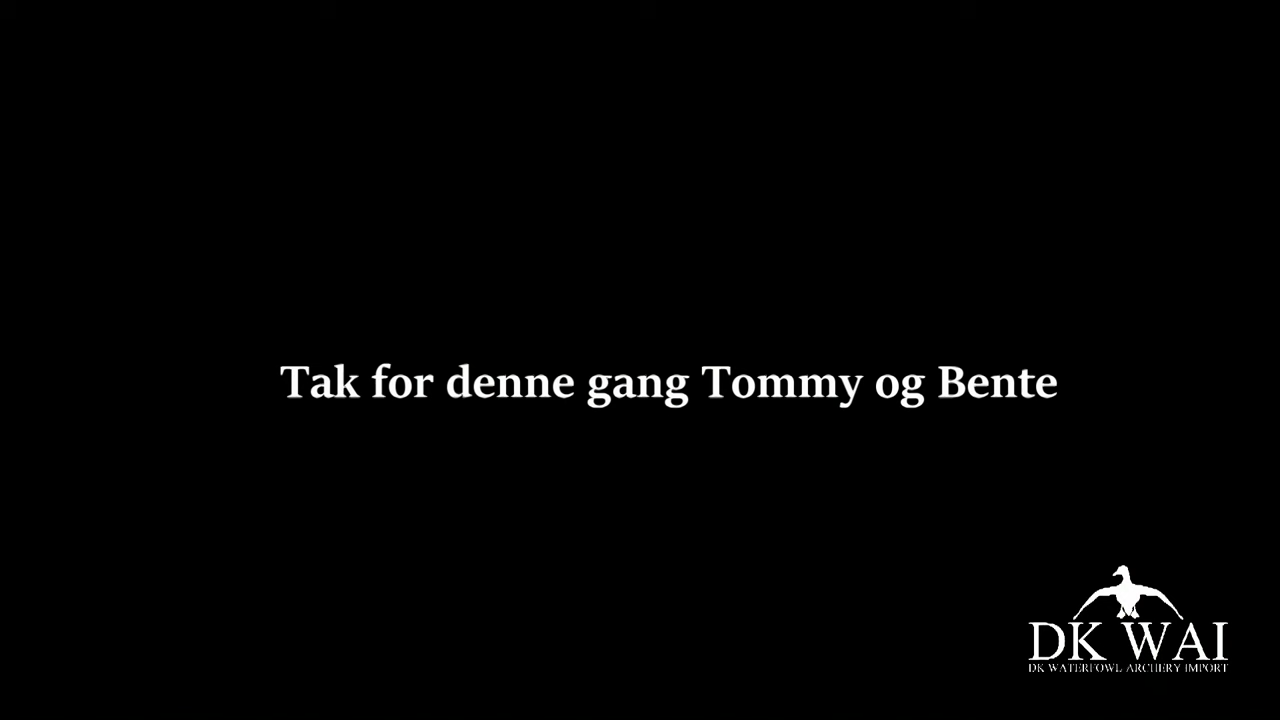 Tak for denne gang Tommy og Bente
DK WAI
DK WATERFOWL ARCHERY IMPORT